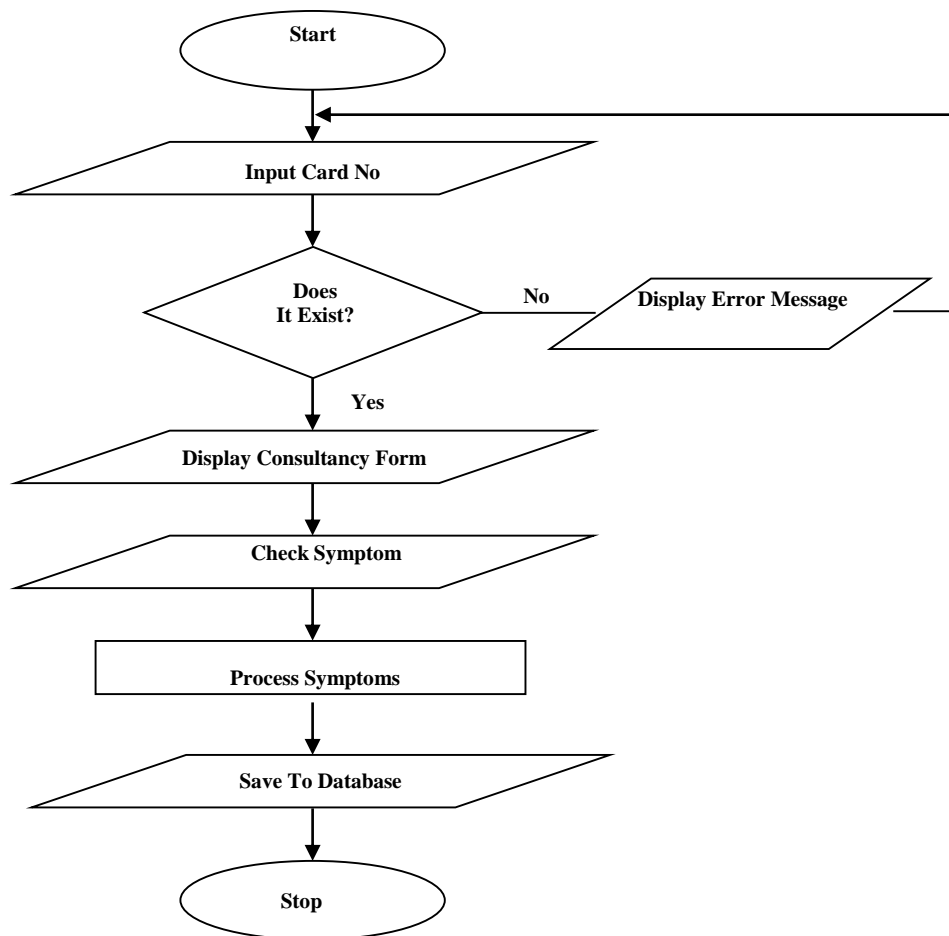 Start
Input Card No
Does
It Exist?
No
Display Error Message
Yes
Display Consultancy Form
Check Symptom
Process Symptoms
Save To Database
Stop